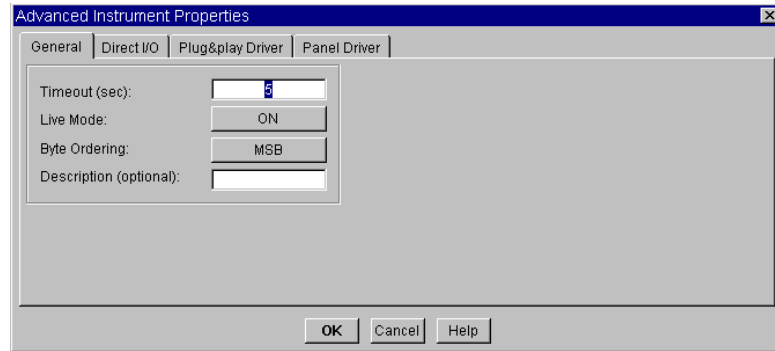 Advanced Instrument Properties
General Direct I/O Plug&play Driver Panel Driver
Timeout (sec): 5
Live Mode: ON
Byte Ordering: MSB
Description (optional):
OK Cancel Help